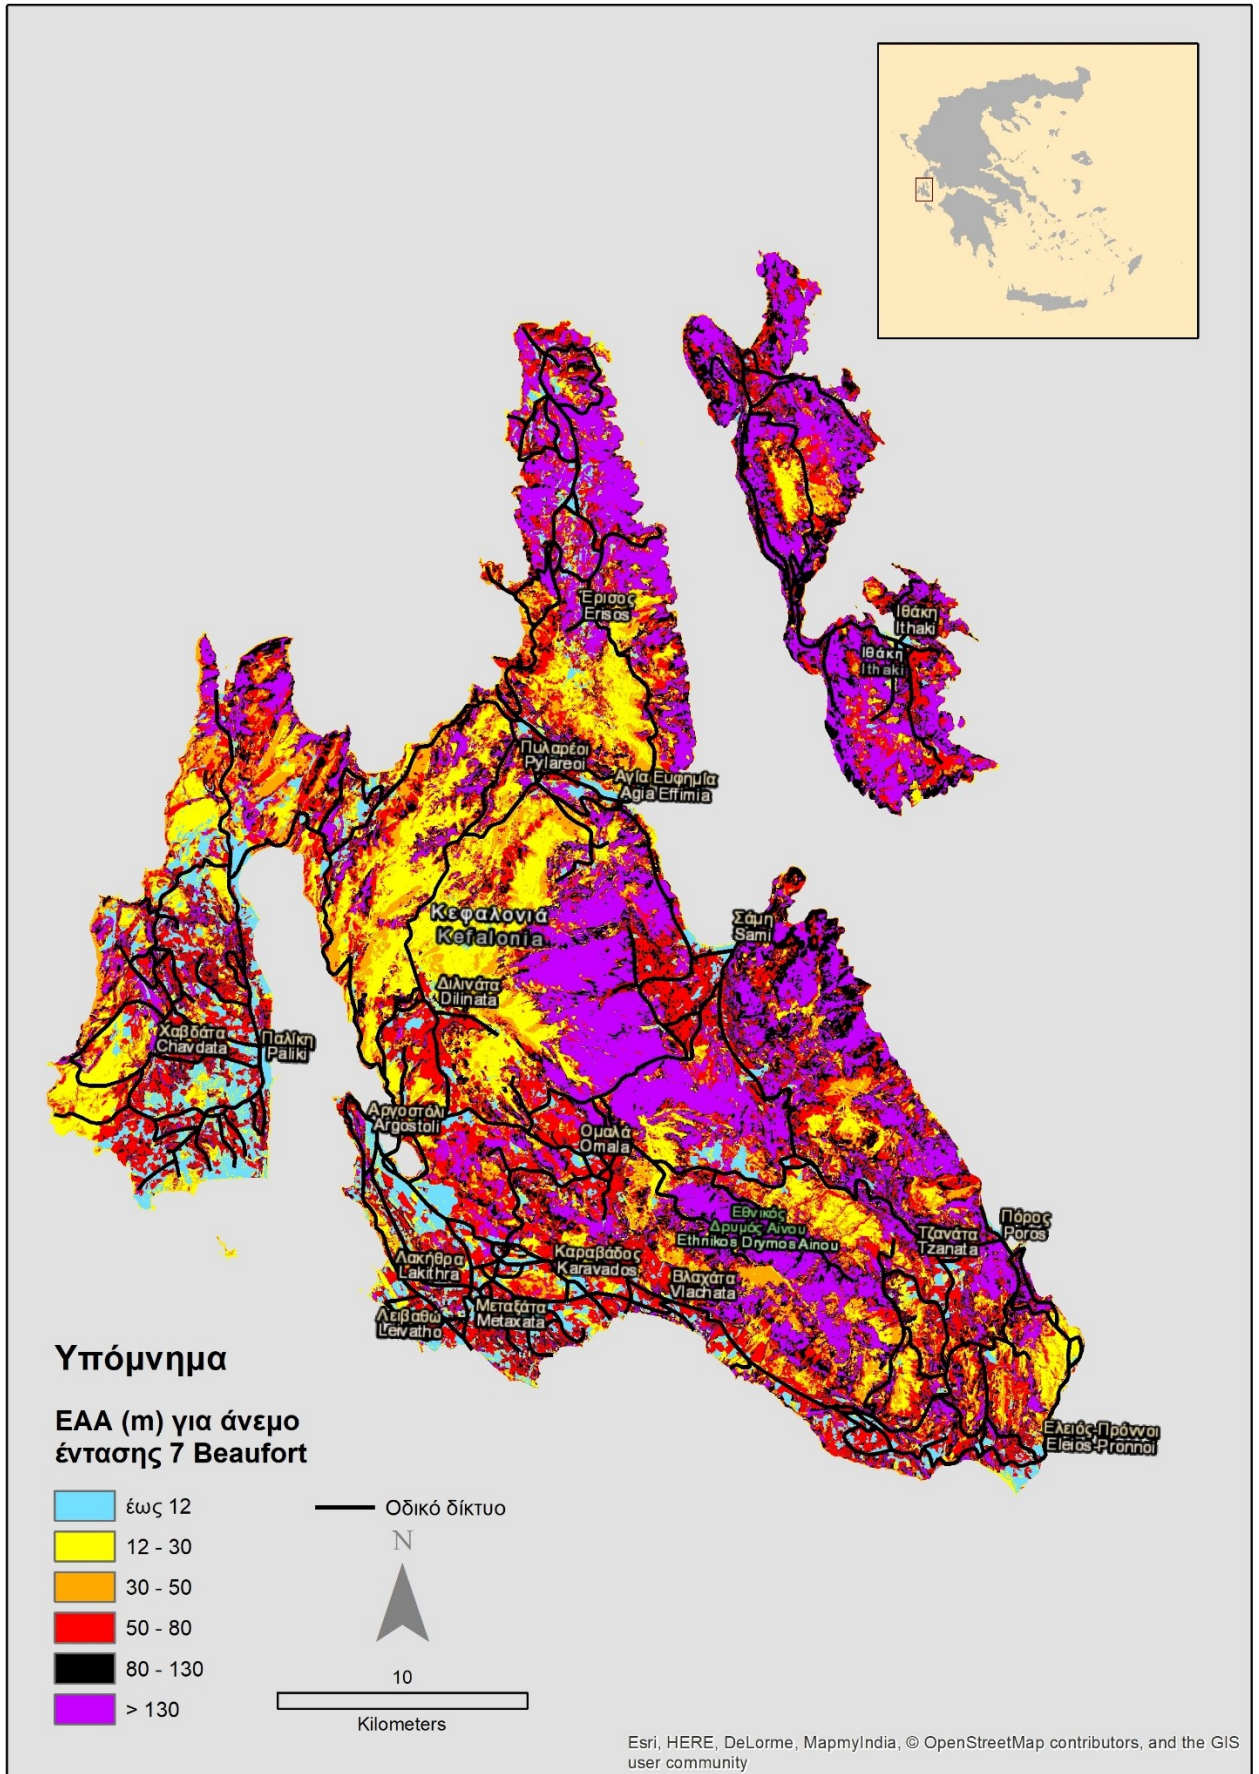 Έρισος
Erisos
Ιθάκη
Ithaki
Ιθάκη
Ithaki
Πυλαρέοι
Pylareoi
Αγία Ευφημία
Agia Effimia
Κεφαλονιά
Kefalonia
Σάμη
Sami
Διλινάτα
Dilinata
Χαβδάτα
Chavdata
Παλίκη
Paliki
Αργοστόλι
Argostoli
Ομαλά
Omala
Εθνικός
Δρυμός Αίνου
Ethnikos Drymos Ainou
Τζανάτα
Tzanata
Πόρος
Poros
Λακήθρα
Lakithra
Καραβάδος
Karavados
Βλαχάτα
Vlachata
Λειβαθώ
Leivatho
Μεταξάτα
Metaxata
Ελειός-Πρόννοι
Eleios-Pronnoi
Υπόμνημα
ΕΑΑ (m) για άνεμο
έντασης 7 Beaufort
έως 12
12 - 30
30 - 50
50 - 80
80 - 130
> 130
Οδικό δίκτυο
N
10
Kilometers
Esri, HERE, DeLorme, MapmyIndia, © OpenStreetMap contributors, and the GIS
user community